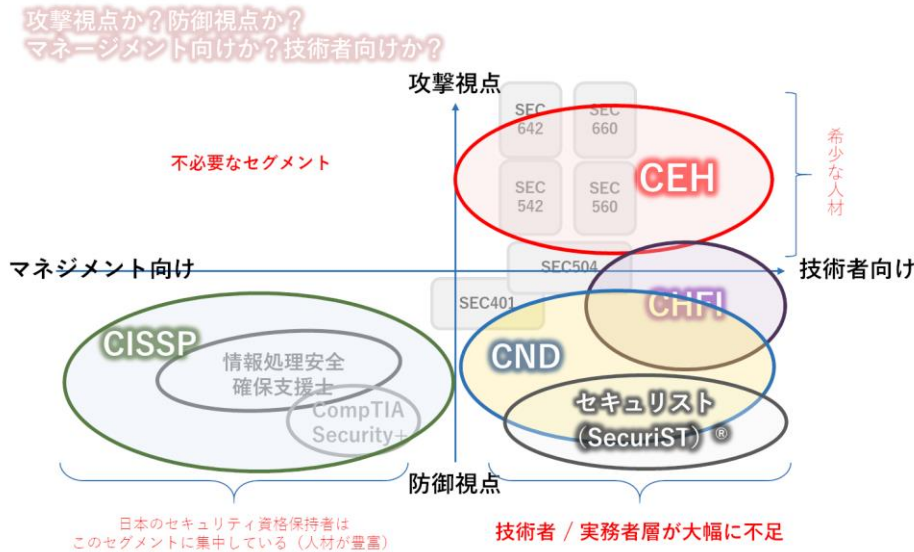 攻撃視点か？防御視点か？
マネージメント向けか？技術者向けか？
攻撃視点
SEC
642
SEC
660
不必要なセグメント
CEH
SEC
542
SEC
560
希少な人材
マネジメント向け
SEC504
技術者向け
SEC401
CHFI
CISSP
CND
情報処理安全
確保支援士
CompTIA
Security+
セキュリスト
（SecuriST）®
防御視点
日本のセキュリティ資格保持者は
このセグメントに集中している（人材が豊富）
技術者 / 実務者層が大幅に不足